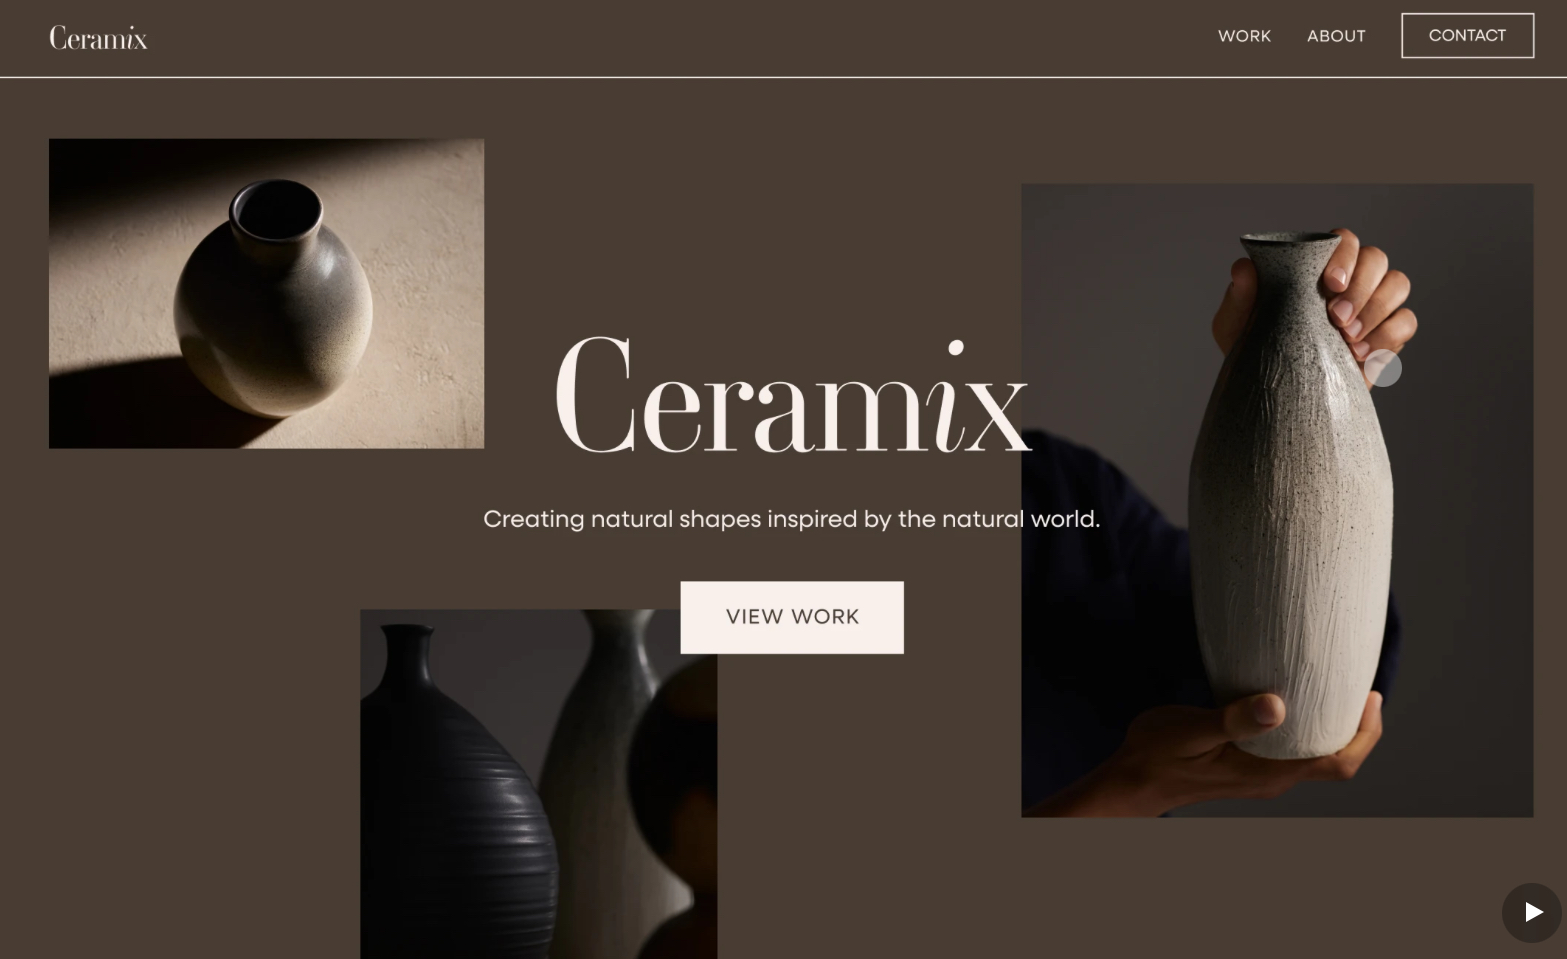 Ceramix
WORK
ABOUT
CONTACT
Ceramix
Creating natural shapes inspired by the natural world.
VIEW WORK